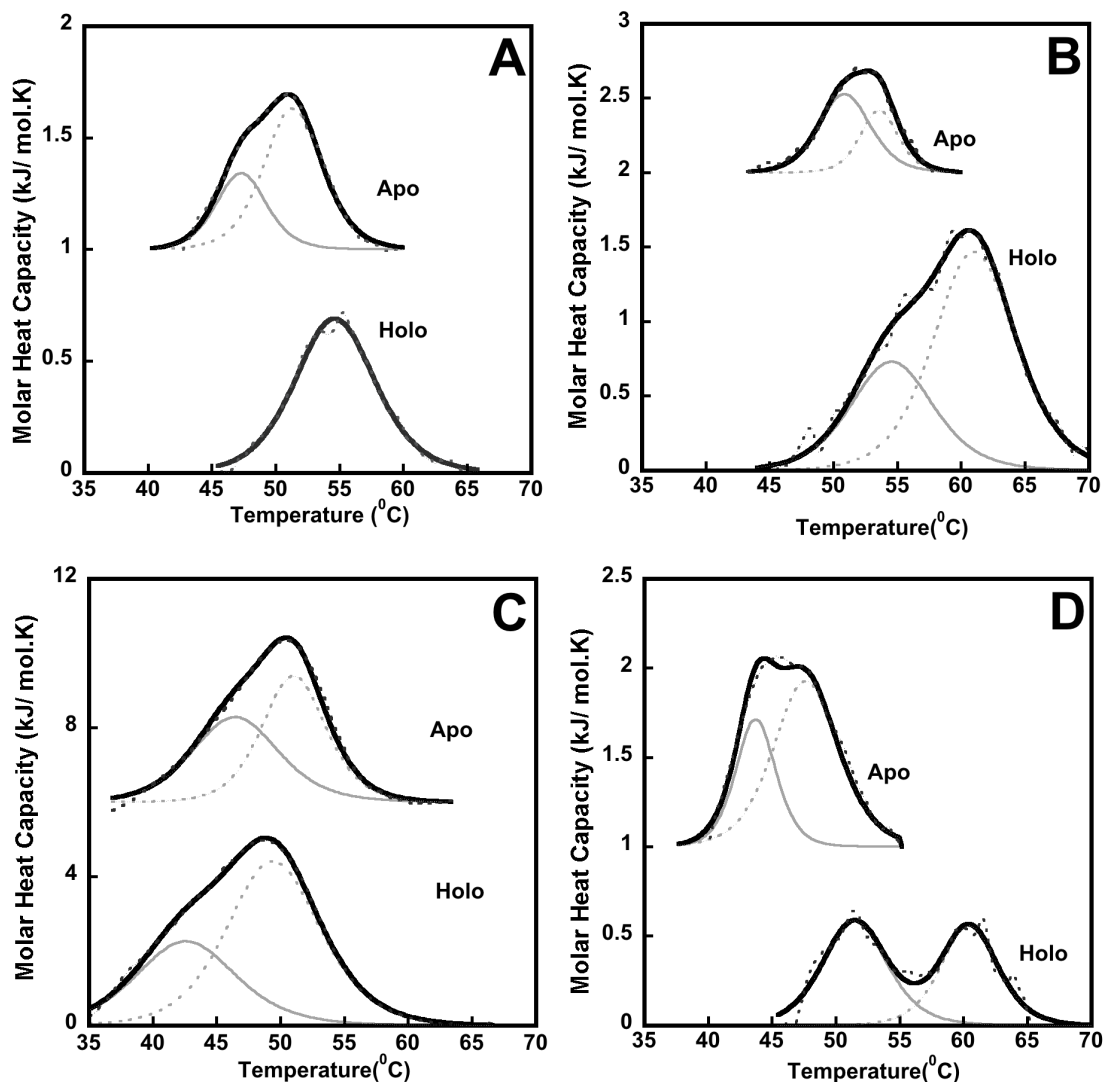 A
Molar Heat Capacity (kJ/ mol.K)
2
1.5
1
0.5
0
Apo
Holo
35 40 45 50 55 60 65 70
Temperature (⁰C)
B
Molar Heat Capacity (kJ/ mol.K)
3
2.5
2
1.5
1
0.5
0
Apo
Holo
35 40 45 50 55 60 65 70
Temperature(⁰C)
C
Molar Heat Capacity (kJ/ mol.K)
12
8
4
0
Apo
Holo
35 40 45 50 55 60 65 70
Temperature(⁰C)
D
Molar Heat Capacity (kJ/ mol.K)
2.5
2
1.5
1
0.5
0
Apo
Holo
35 40 45 50 55 60 65 70
Temperature(⁰C)